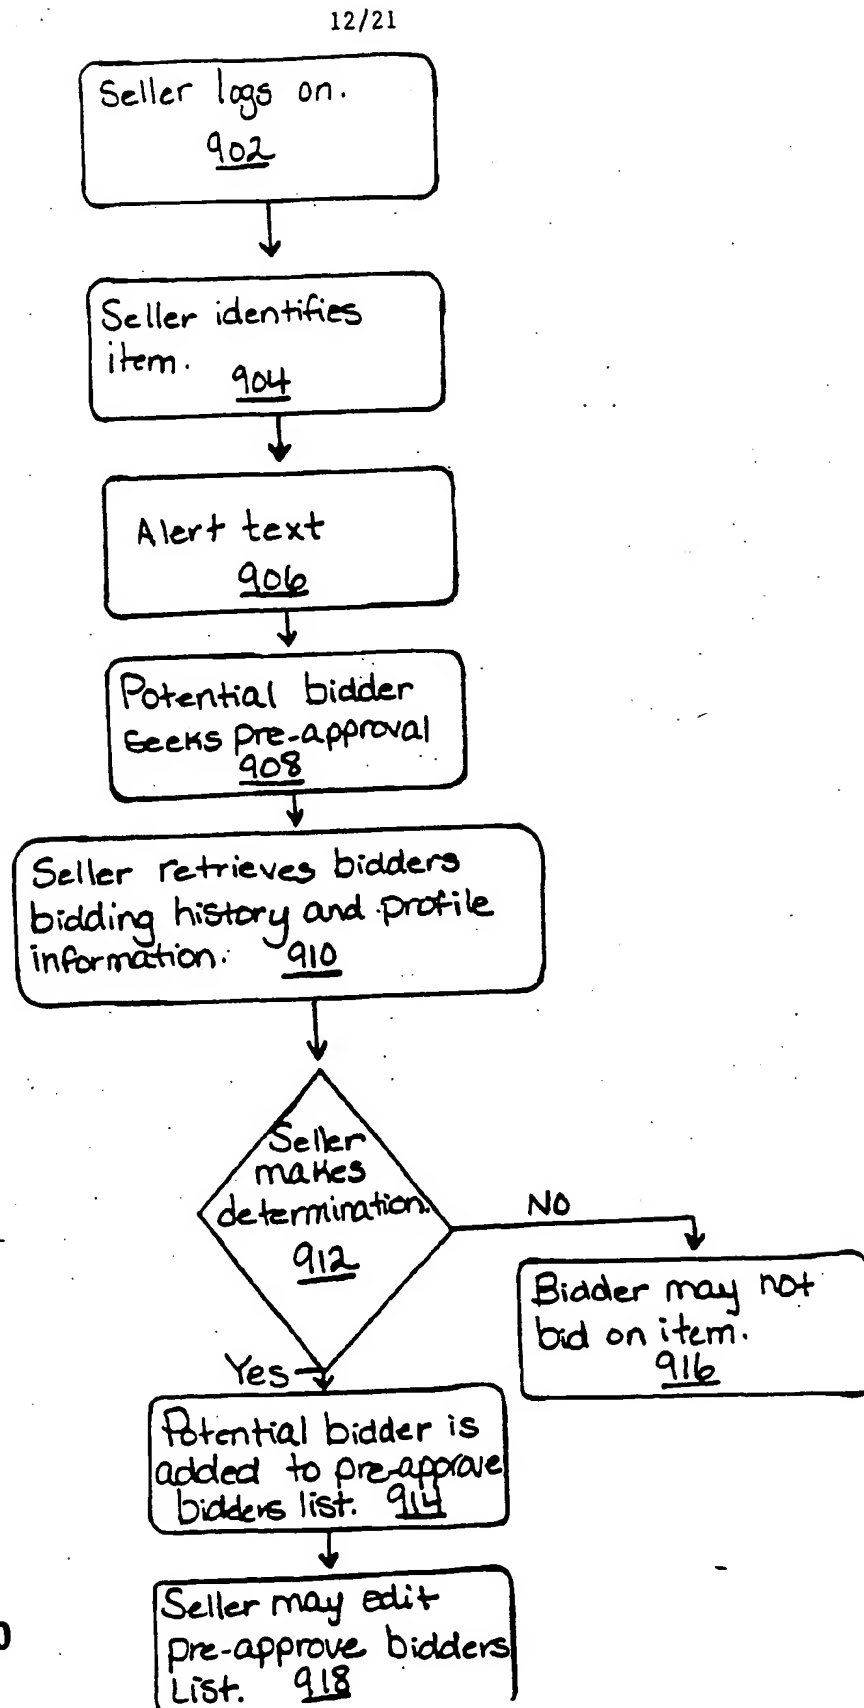 12/21
Seller logs on.
902
Seller identifies
item.
904
Alert text
906
Potential bidder
seeks pre-approval
908
Seller retrieves bidders
bidding history and profile
information. 910
Seller
makes
determination.
912
NO
Bidder may not
bid on item.
916
Yes
Potential bidder is
added to pre-approve
bidders list. 914
Seller may edit
pre-approve bidders
List. 918